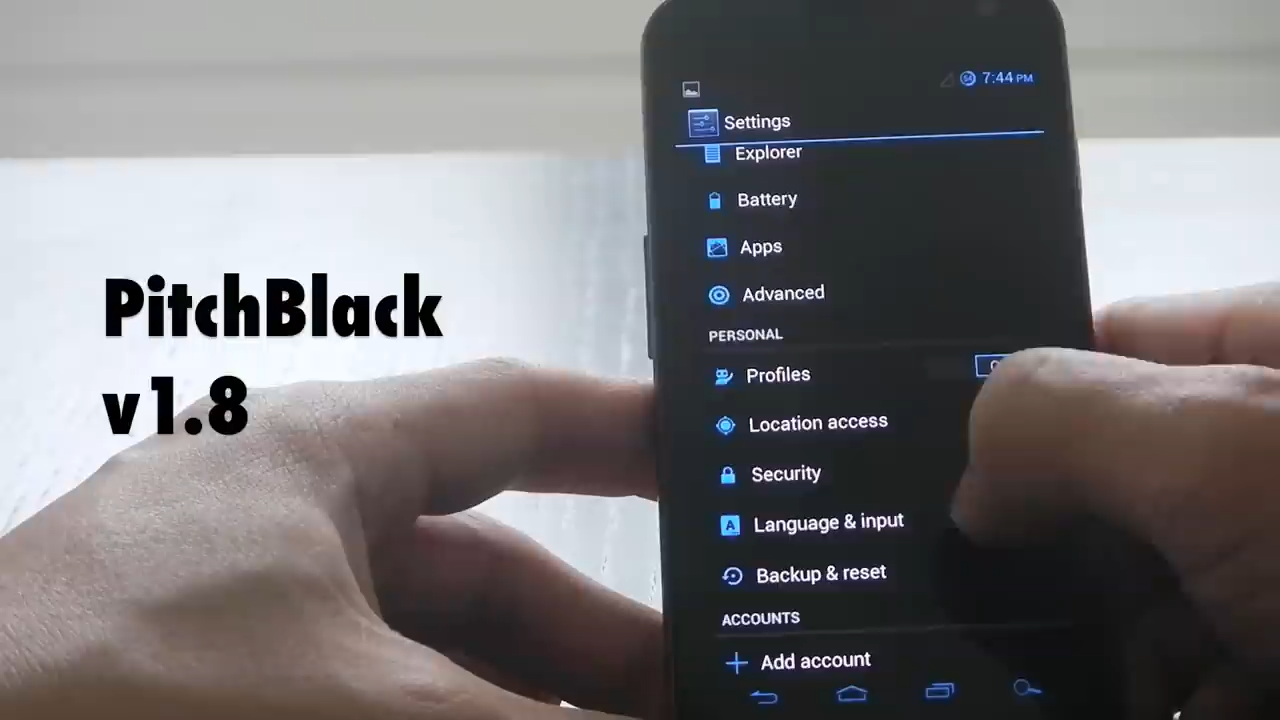 7:44 PM
Settings
Explorer
Battery
Apps
Advanced
PERSONAL
Profiles
Location access
Security
Language & input
Backup & reset
ACCOUNTS
Add account
PitchBlack
v1.8